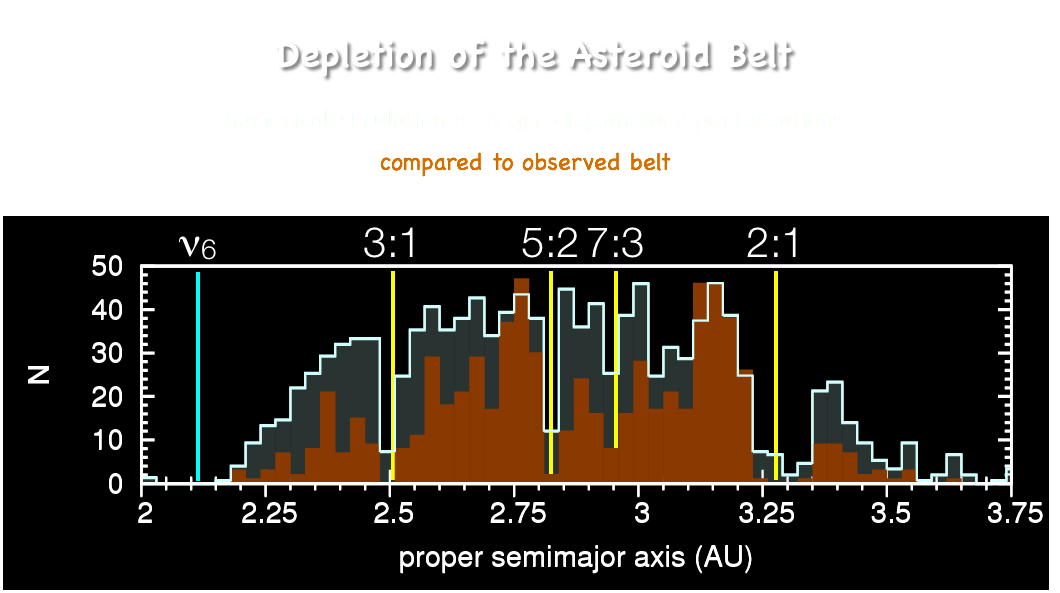 Depletion of the Asteroid Belt
compared to observed belt
ν6 3:1 5:2 7:3 2:1
50
40
30
20
10
0
N
2 2.25 2.5 2.75 3 3.25 3.5 3.75
proper semimajor axis (AU)